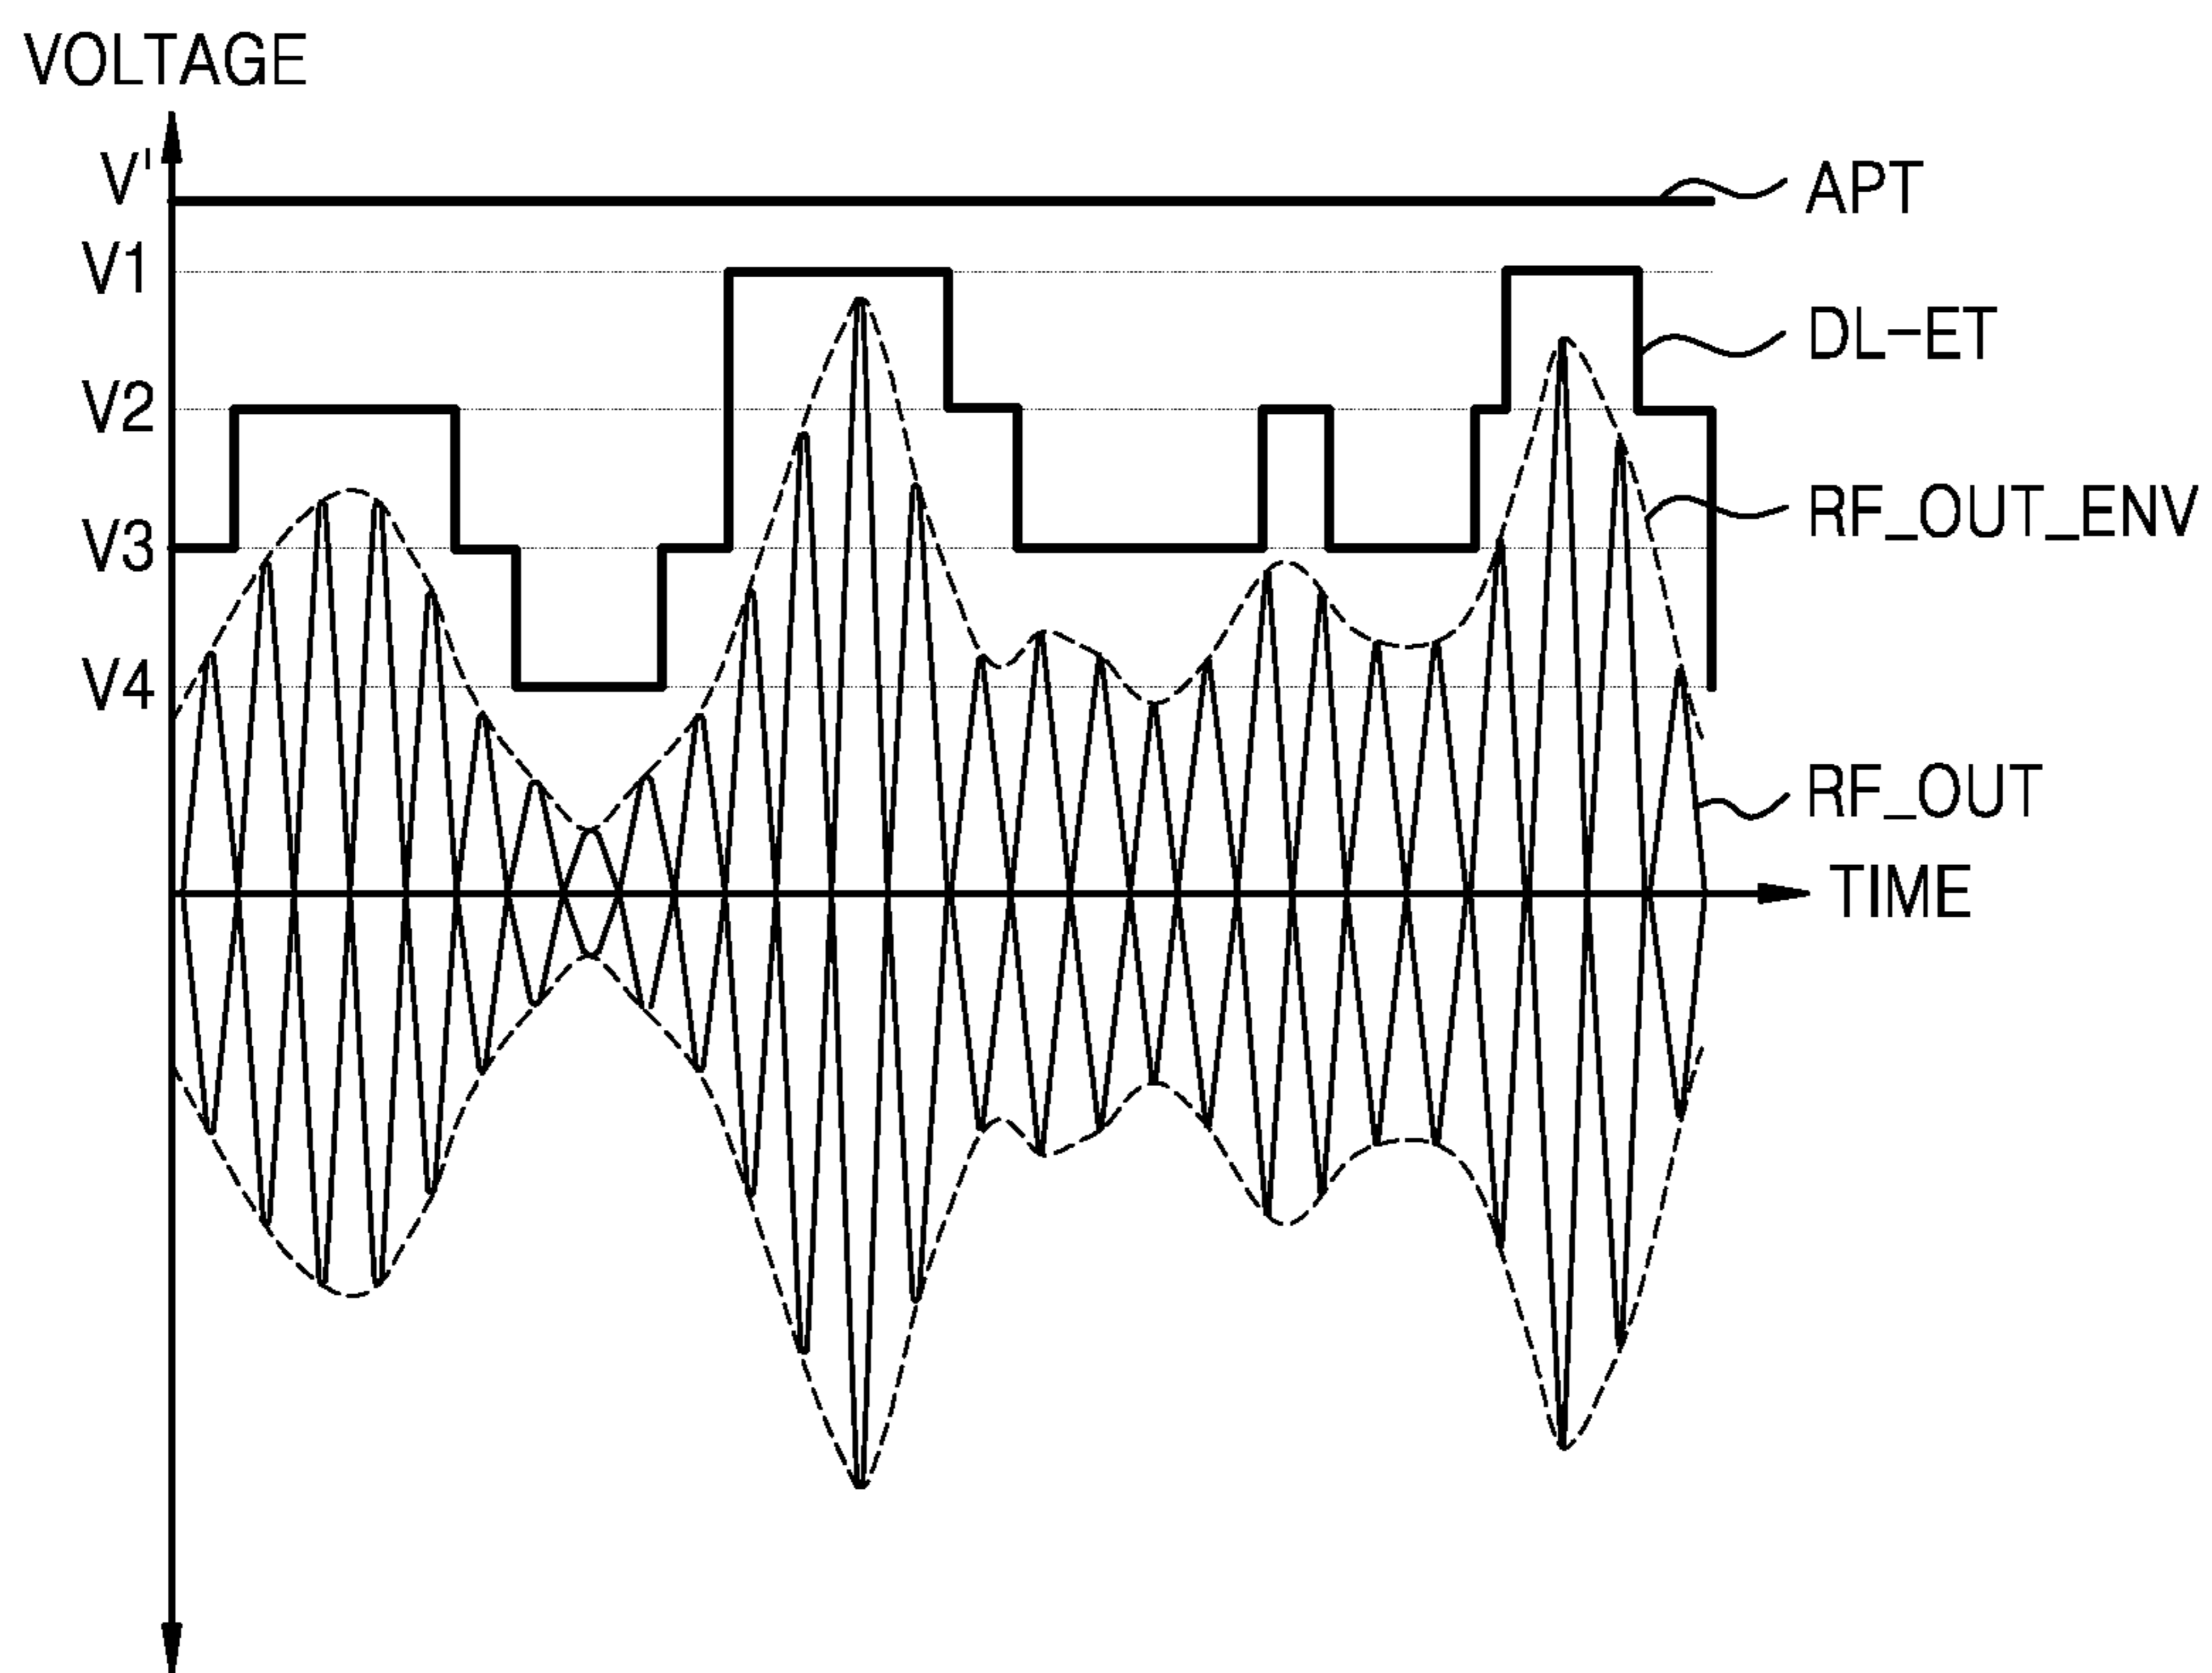 VOLTAGE
V'
APT
V1
DL-ET
V2
RF_OUT_ENV
V3
V4
RF_OUT
TIME